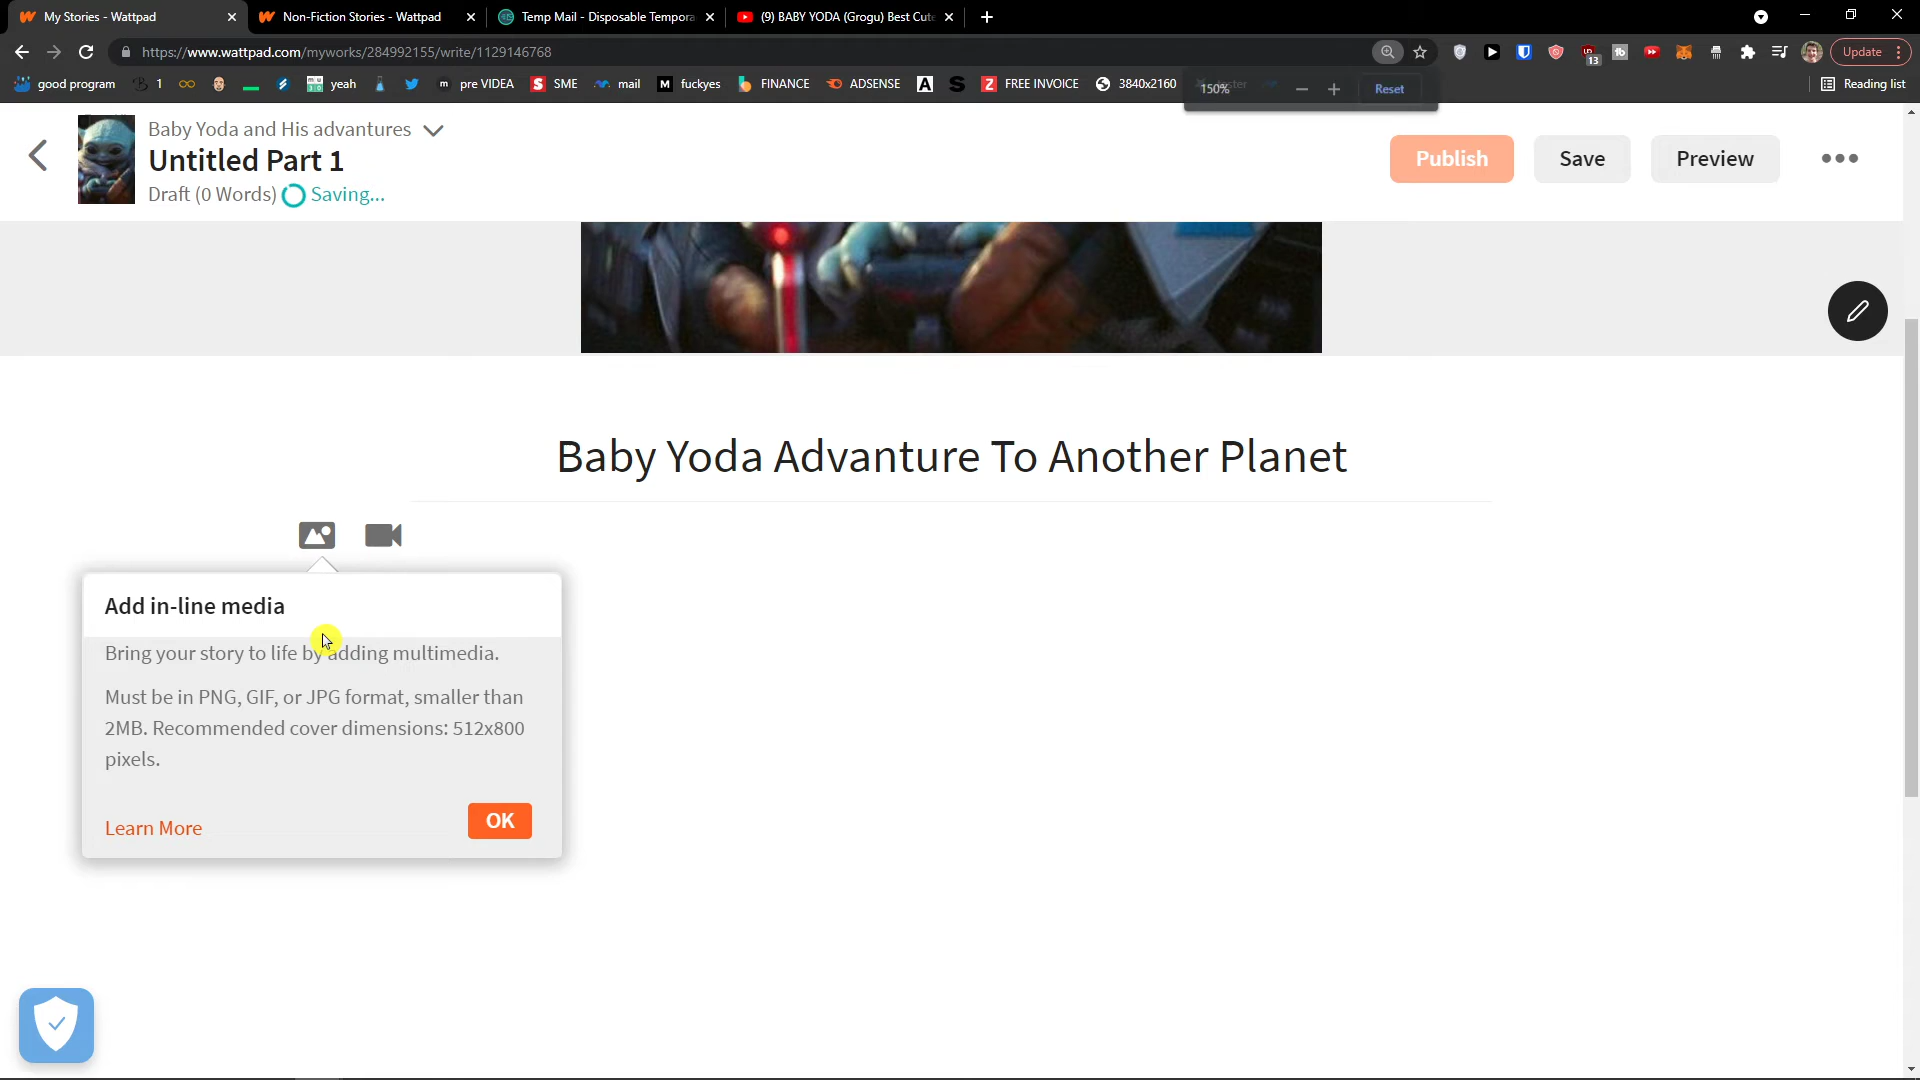 My Stories - Wattpad
Non-Fiction Stories - Wattpad
Temp Mail - Disposable Tempora
(9) BABY YODA (Grogu) Best Cute
https://www.wattpad.com/myworks/284992155/write/1129146768
13
Update
good program
1
yeah
pre VIDEA
SME
mail
fuckyes
FINANCE
ADSENSE
FREE INVOICE
3840x2160
150%
Reset
Reading list
Baby Yoda and His advantures
Untitled Part 1
Draft (0 Words) Saving...
Publish
Save
Preview
Baby Yoda Advanture To Another Planet
Add in-line media
Bring your story to life by adding multimedia.
Must be in PNG, GIF, or JPG format, smaller than
2MB. Recommended cover dimensions: 512x800
pixels.
Learn More
OK